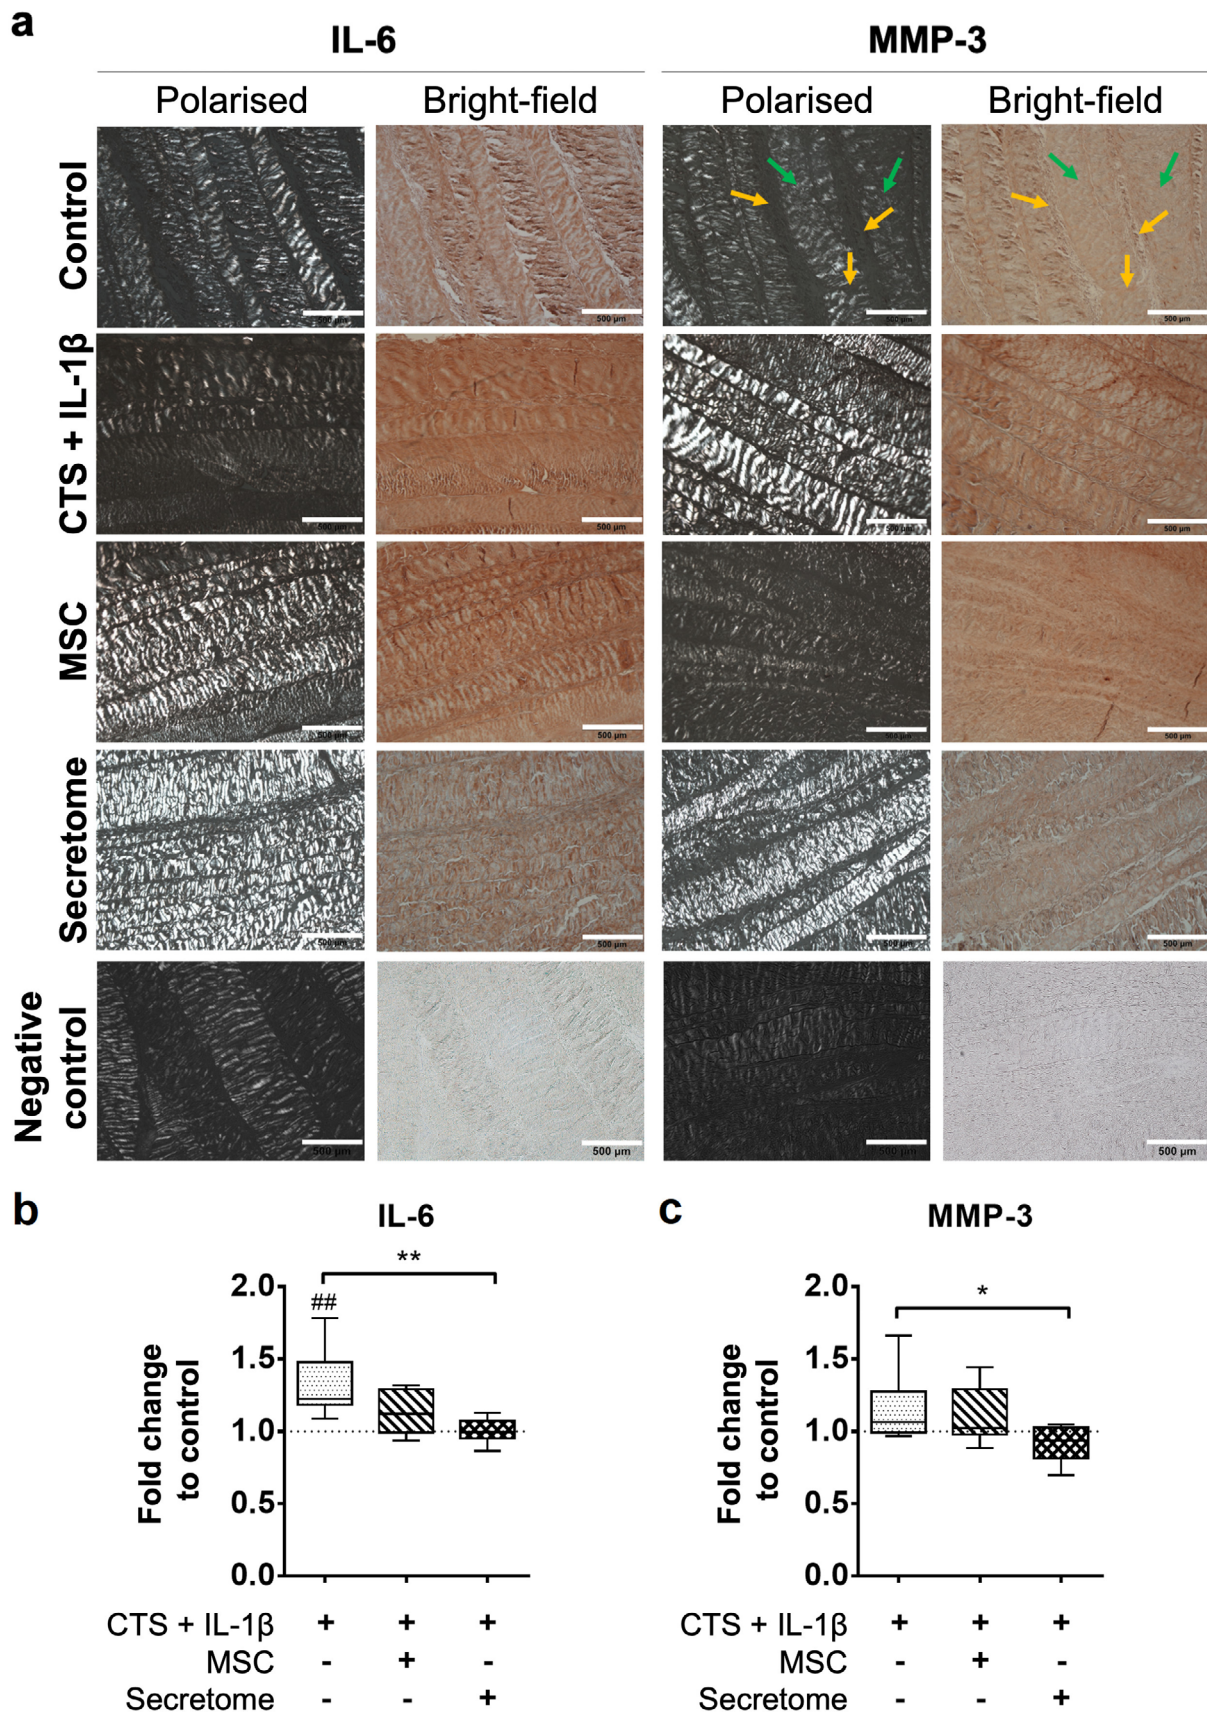 a
IL-6
MMP-3
Polarised
Bright-field
Polarised
Bright-field
Control
500 µm
500 µm
500 µm
500 µm
CTS + IL-1β
500 µm
500 µm
500 µm
500 µm
MSC
500 µm
500 µm
500 µm
500 µm
Secretome
500 µm
500 µm
500 µm
500 µm
Negative
control
500 µm
500 µm
500 µm
500 µm
b
IL-6
**
##
2.0
1.5
1.0
0.5
0.0
Fold change
to control
CTS + IL-1β + + +
MSC - + -
Secretome - - +
c
MMP-3
*
2.0
1.5
1.0
0.5
0.0
Fold change
to control
CTS + IL-1β + + +
MSC - + -
Secretome - - +